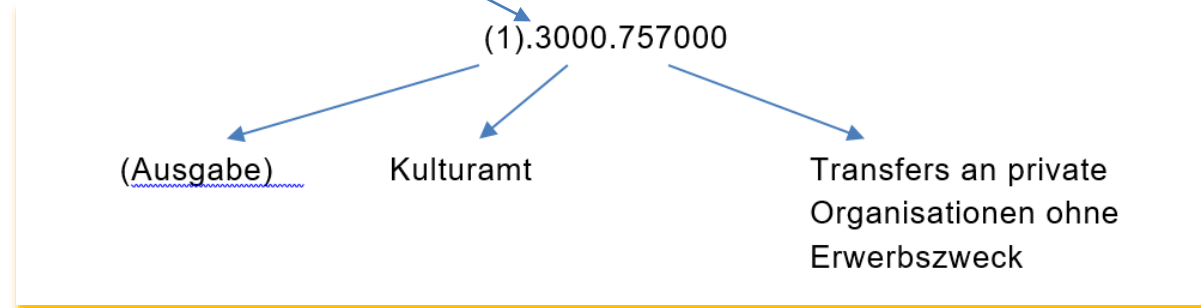 (1).3000.757000
(Ausgabe) Kulturamt Transfers an private
Organisationen ohne
Erwerbszweck